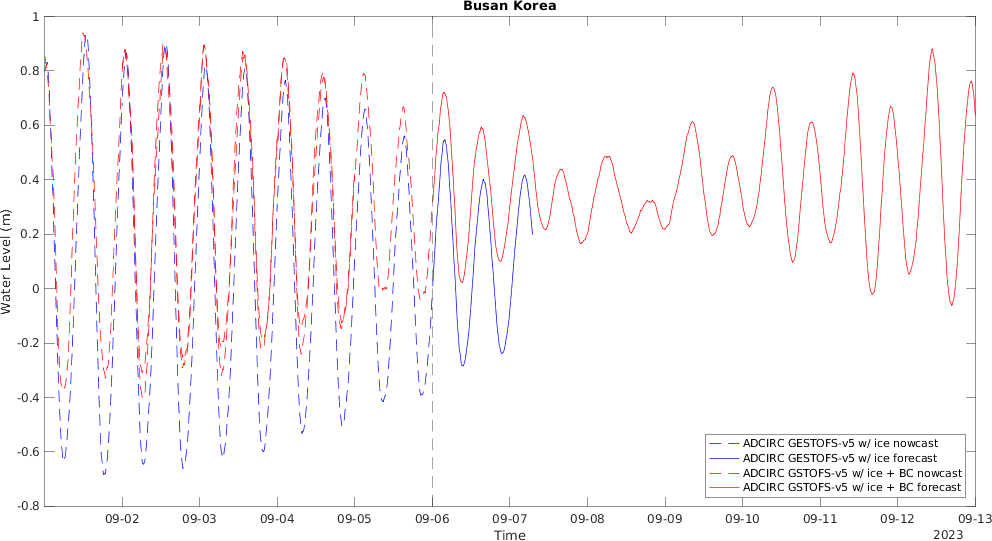 Busan Korea
1
0.8
0.6
0.4
0.2
0
-0.2
-0.4
-0.6
-0.8
Water Level (m)
ADCIRC GESTOFS-v5 w/ ice nowcast
ADCIRC GESTOFS-v5 w/ ice forecast
ADCIRC GSTOFS-v5 w/ ice + BC nowcast
ADCIRC GSTOFS-v5 w/ ice + BC forecast
09-02 09-03 09-04 09-05 09-06 09-07 09-08 09-09 09-10 09-11 09-12 09-13
Time
2023